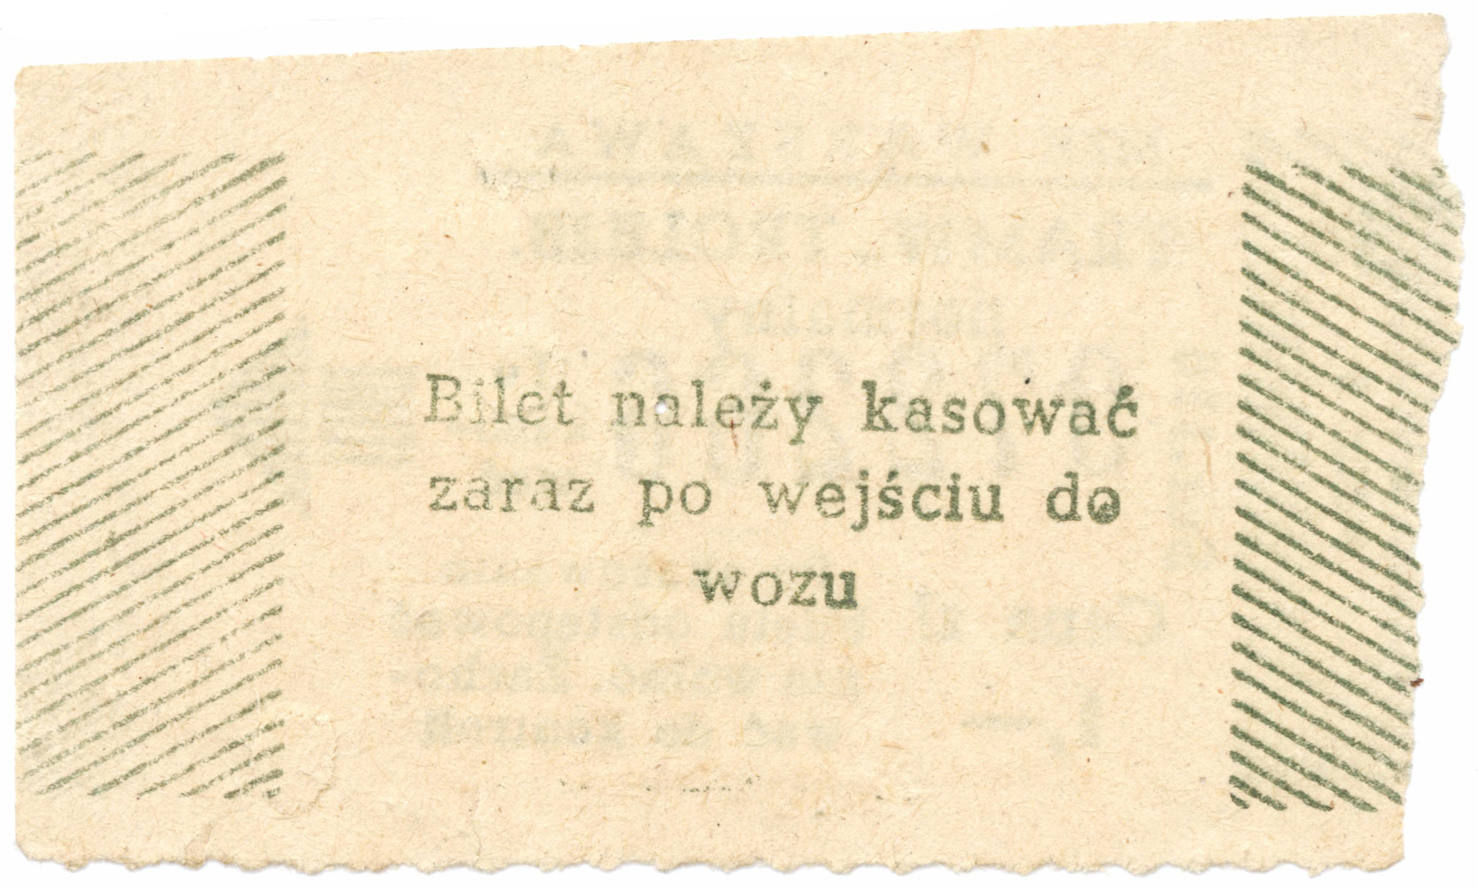 Bilet należy kasować
zaraz po wejściu do
wozu